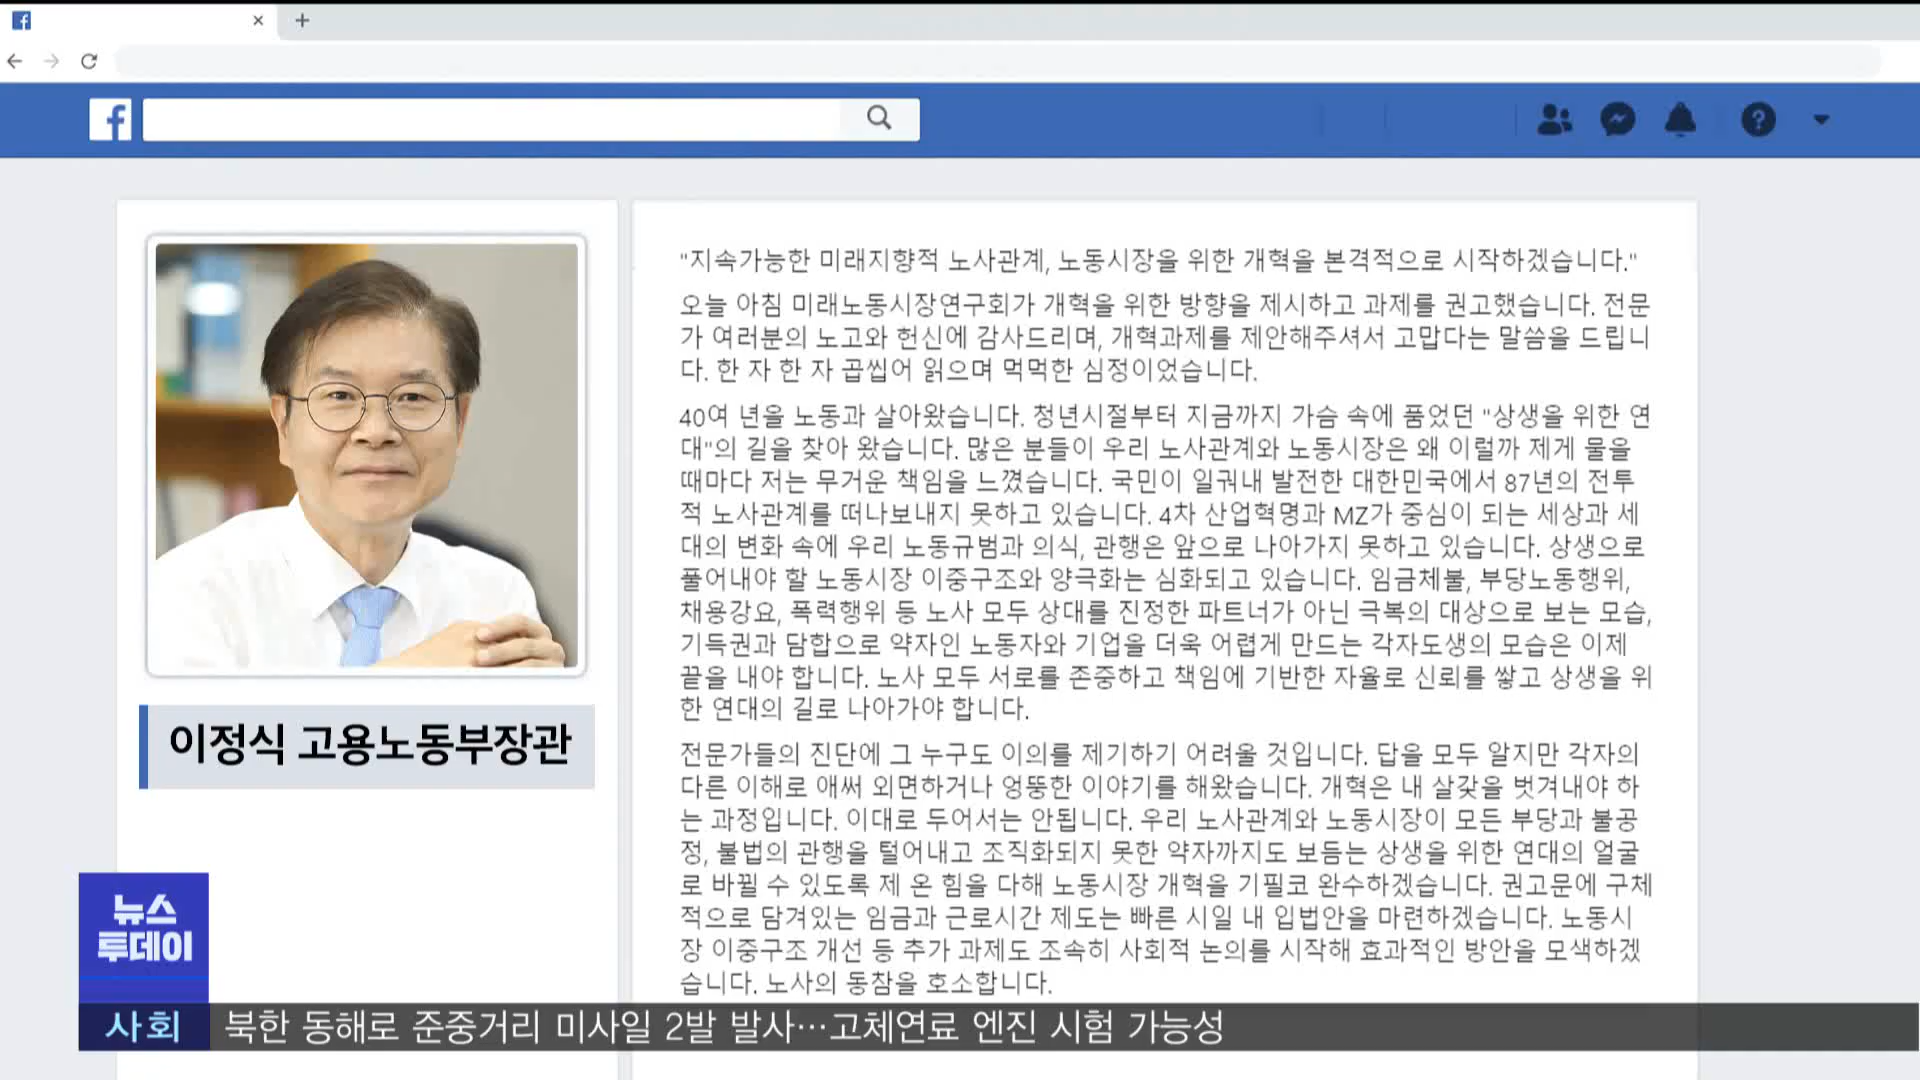 "지속가능한 미래지향적 노사관계, 노동시장을 위한 개혁을 본격적으로 시작하겠습니다."
오늘 아침 미래노동시장연구회가 개혁을 위한 방향을 제시하고 과제를 권고했습니다. 전문
가 여러분의 노고와 헌신에 감사드리며, 개혁과제를 제안해주셔서 고맙다는 말씀을 드립니
다. 한 자 한 자 곱씹어 읽으며 먹먹한 심정이었습니다.
40여 년을 노동과 살아왔습니다. 청년시절부터 지금까지 가슴 속에 품었던 "상생을 위한 연
대"의 길을 찾아 왔습니다. 많은 분들이 우리 노사관계와 노동시장은 왜 이럴까 제게 물을
때마다 저는 무거운 책임을 느꼈습니다. 국민이 일궈내 발전한 대한민국에서 87년의 전투
적 노사관계를 떠나보내지 못하고 있습니다. 4차 산업혁명과 MZ가 중심이 되는 세상과 세
대의 변화 속에 우리 노동규범과 의식, 관행은 앞으로 나아가지 못하고 있습니다. 상생으로
풀어내야 할 노동시장 이중구조와 양극화는 심화되고 있습니다. 임금체불, 부당노동행위,
채용강요, 폭력행위 등 노사 모두 상대를 진정한 파트너가 아닌 극복의 대상으로 보는 모습,
기득권과 담합으로 약자인 노동자와 기업을 더욱 어렵게 만드는 각자도생의 모습은 이제
끝을 내야 합니다. 노사 모두 서로를 존중하고 책임에 기반한 자율로 신뢰를 쌓고 상생을 위
한 연대의 길로 나아가야 합니다.
전문가들의 진단에 그 누구도 이의를 제기하기 어려울 것입니다. 답을 모두 알지만 각자의
다른 이해로 애써 외면하거나 엉뚱한 이야기를 해왔습니다. 개혁은 내 살갗을 벗겨내야 하
는 과정입니다. 이대로 두어서는 안됩니다. 우리 노사관계와 노동시장이 모든 부당과 불공
정, 불법의 관행을 털어내고 조직화되지 못한 약자까지도 보듬는 상생을 위한 연대의 얼굴
로 바뀔 수 있도록 제 온 힘을 다해 노동시장 개혁을 기필코 완수하겠습니다. 권고문에 구체
적으로 담겨있는 임금과 근로시간 제도는 빠른 시일 내 입법안을 마련하겠습니다. 노동시
장 이중구조 개선 등 추가 과제도 조속히 사회적 논의를 시작해 효과적인 방안을 모색하겠
습니다. 노사의 동참을 호소합니다.
이정식 고용노동부장관
뉴스
투데이
사회 북한 동해로 준중거리 미사일 2발 발사…고체연료 엔진 시험 가능성